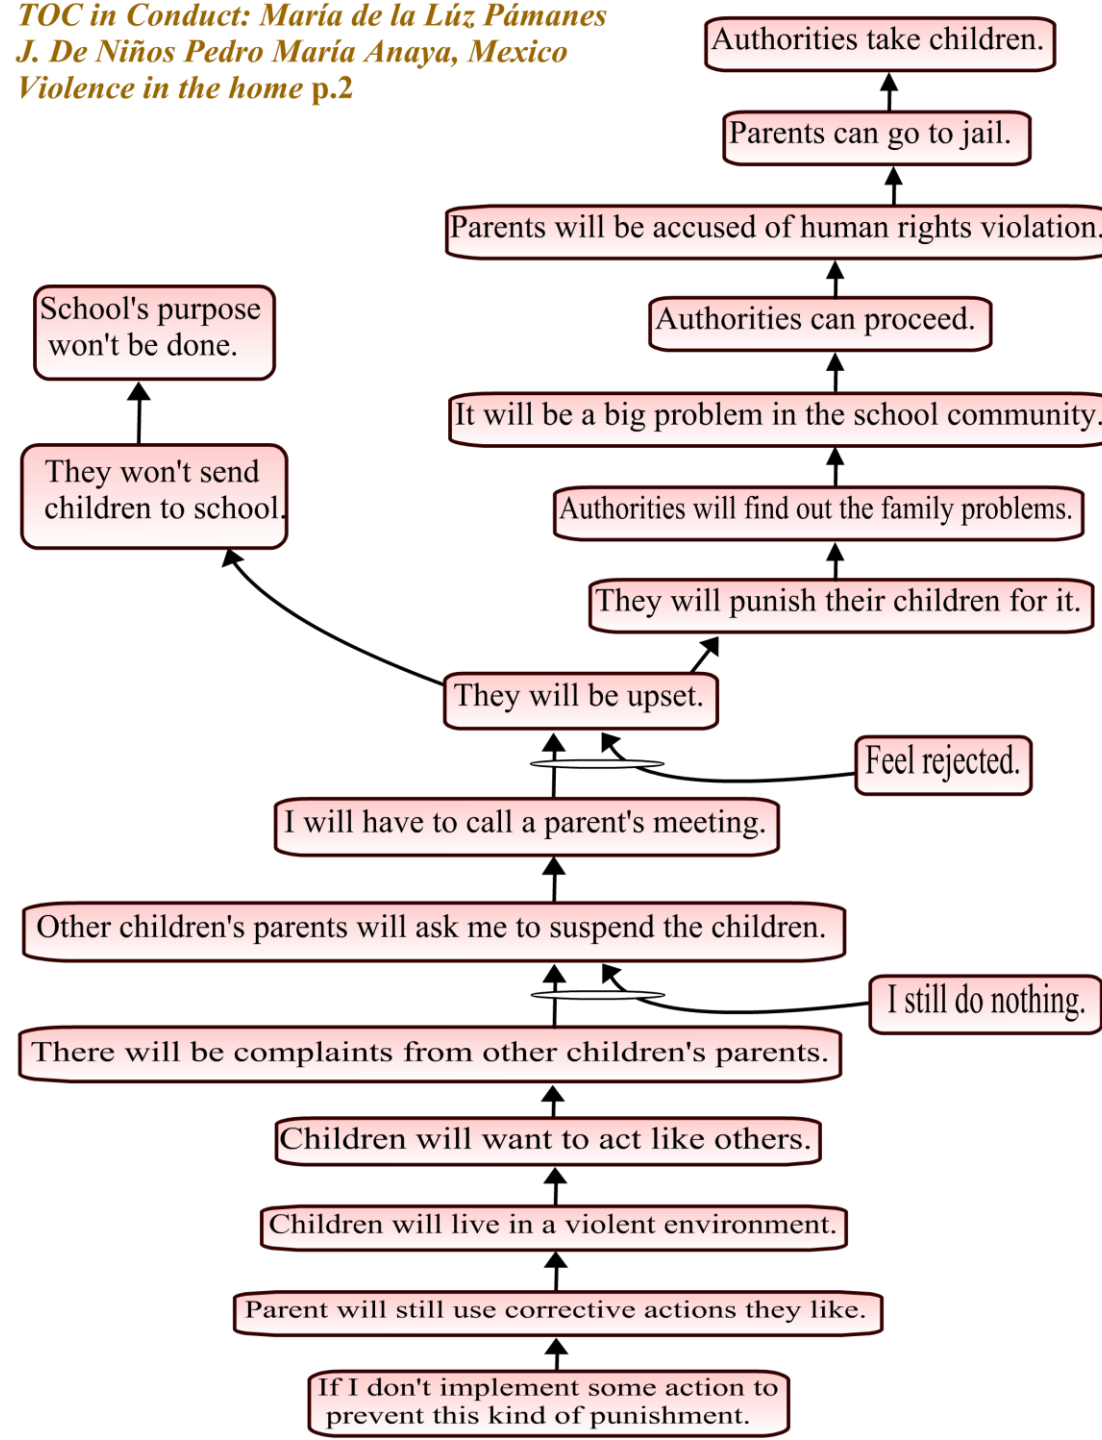 TOC in Conduct: María de la Lúz Pámanes
J. De Niños Pedro María Anaya, Mexico
Violence in the home p.2
Authorities take children.
Parents can go to jail.
Parents will be accused of human rights violation.
School's purpose
won't be done.
Authorities can proceed.
It will be a big problem in the school community.
They won't send
children to school.
Authorities will find out the family problems.
They will punish their children for it.
They will be upset.
Feel rejected.
I will have to call a parent's meeting.
Other children's parents will ask me to suspend the children.
I still do nothing.
There will be complaints from other children's parents.
Children will want to act like others.
Children will live in a violent environment.
Parent will still use corrective actions they like.
If I don't implement some action to
prevent this kind of punishment.